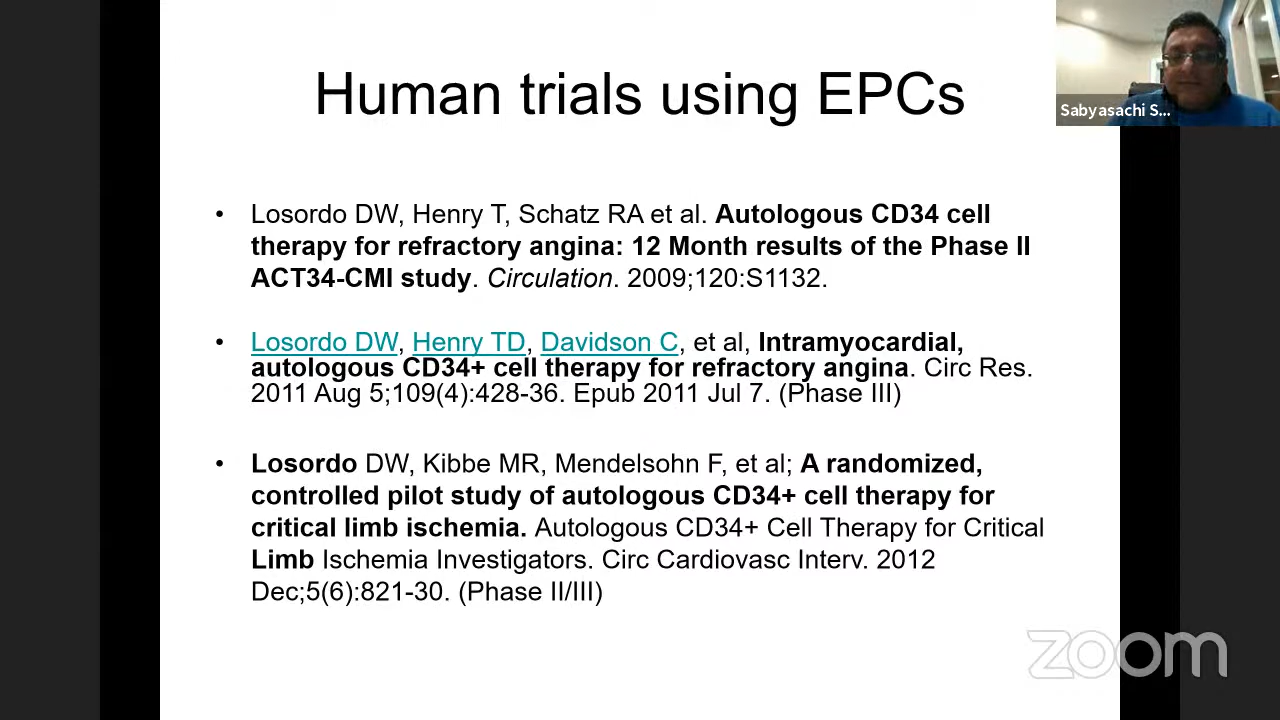 Human trials using EPCs
Sabyasachi S...
• Losordo DW, Henry T, Schatz RA et al. Autologous CD34 cell
therapy for refractory angina: 12 Month results of the Phase II
ACT34-CMI study. Circulation. 2009;120:S1132.
• Losordo DW, Henry TD, Davidson C, et al, Intramyocardial,
autologous CD34+ cell therapy for refractory angina. Circ Res.
2011 Aug 5;109(4):428-36. Epub 2011 Jul 7. (Phase III)
• Losordo DW, Kibbe MR, Mendelsohn F, et al; A randomized,
controlled pilot study of autologous CD34+ cell therapy for
critical limb ischemia. Autologous CD34+ Cell Therapy for Critical
Limb Ischemia Investigators. Circ Cardiovasc Interv. 2012
Dec;5(6):821-30. (Phase II/III)
zoom